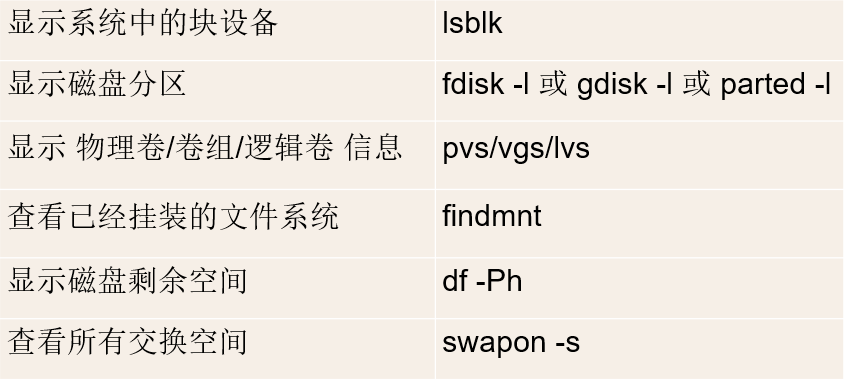 显示系统中的块设备 lsblk
显示磁盘分区 fdisk -l 或 gdisk -l 或 parted -l
显示 物理卷/卷组/逻辑卷 信息 pvs/vgs/lvs
查看已经挂装的文件系统 findmnt
显示磁盘剩余空间 df -Ph
查看所有交换空间 swapon -s